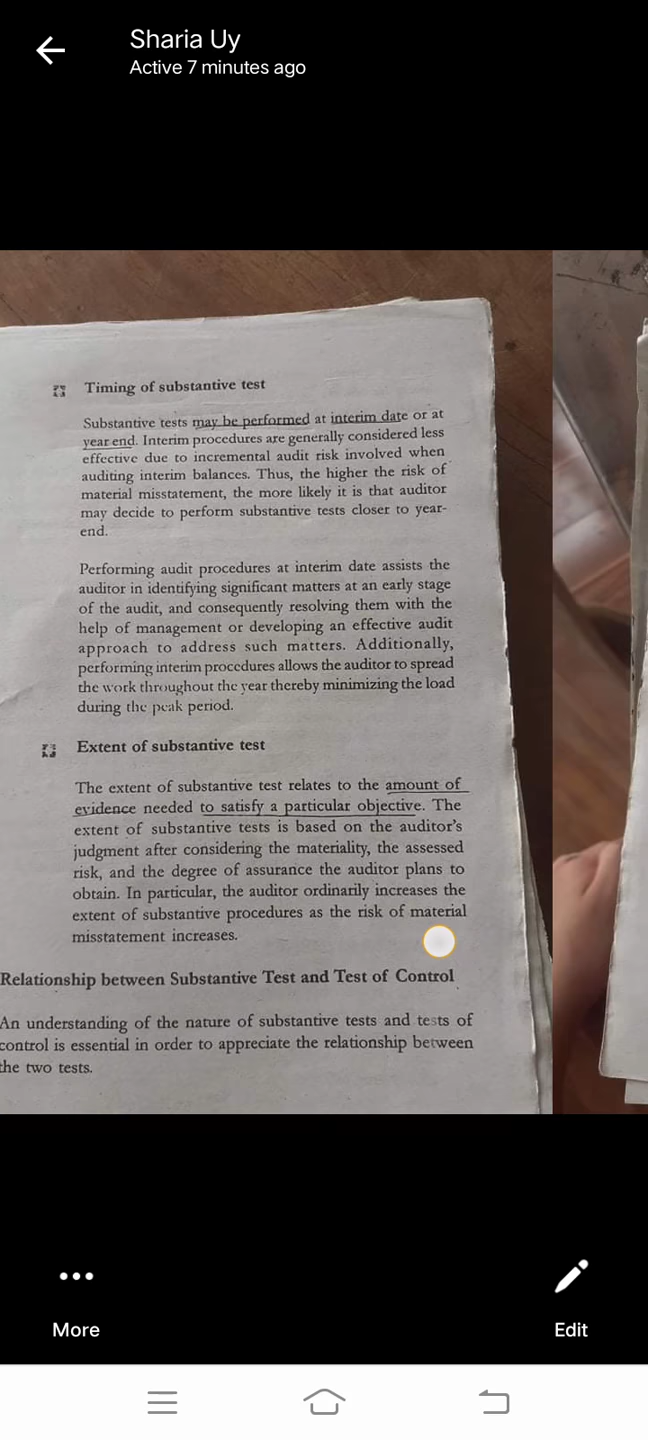 Sharia Uy
Active 7 minutes ago
Timing of substantive test
Substantive tests may be performed at interim date or at
year end. Interim procedures are generally considered less
effective due to incremental audit risk involved when
auditing interim balances. Thus, the higher the risk of
material misstatement, the more likely it is that auditor
may decide to perform substantive tests closer to year-
end.
Performing audit procedures at interim date assists the
auditor in identifying significant matters at an early stage
of the audit, and consequently resolving them with the
help of management or developing an effective audit
approach to address such matters. Additionally,
performing interim procedures allows the auditor to spread
the work throughout the year thereby minimizing the load
during the peak period.
Extent of substantive test
The extent of substantive test relates to the amount of
evidence needed to satisfy a particular objective. The
extent of substantive tests is based on the auditor's
judgment after considering the materiality, the assessed
risk, and the degree of assurance the auditor plans to
obtain. In particular, the auditor ordinarily increases the
extent of substantive procedures as the risk of material
misstatement increases.
Relationship between Substantive Test and Test of Control
An understanding of the nature of substantive tests and tests of
control is essential in order to appreciate the relationship between
the two tests.
More
Edit